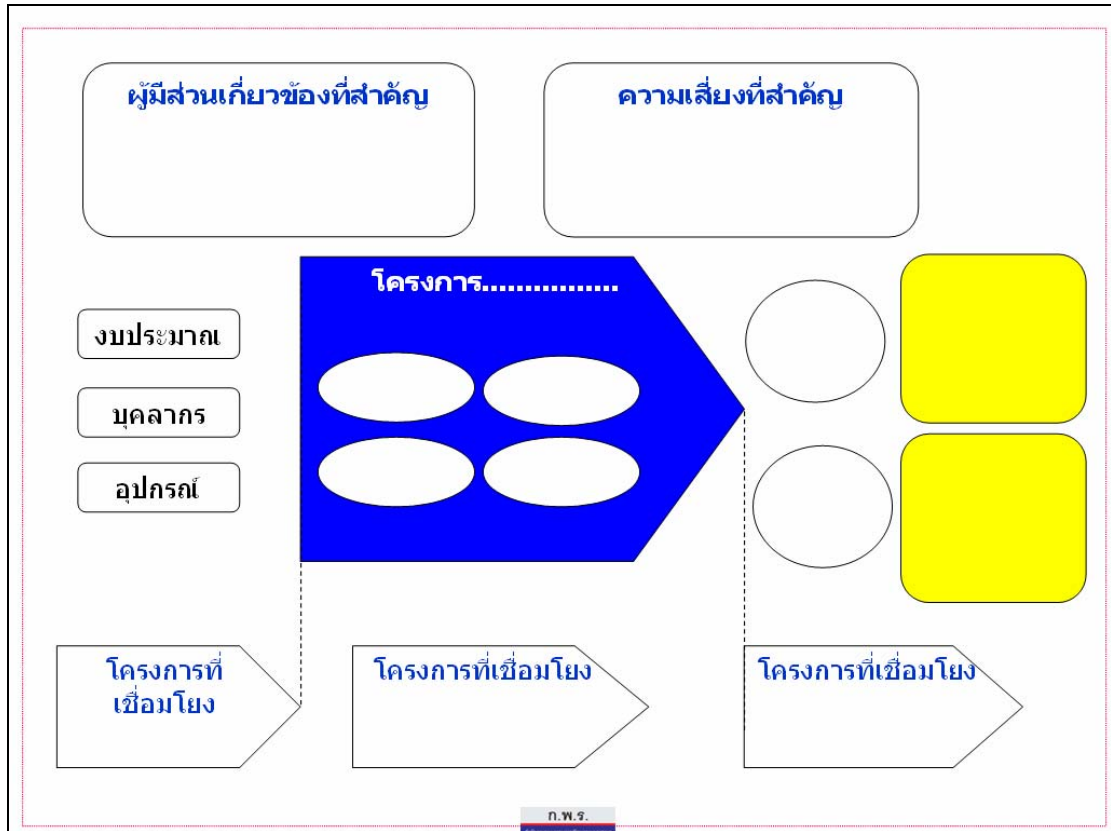 ผู้มีส่วนเกี่ยวข้องที่สำคัญ
ความเสี่ยงที่สำคัญ
โครงการ................
งบประมาณ
บุคลากร
อุปกรณ์
โครงการที่
เชื่อมโยง
โครงการที่เชื่อมโยง
โครงการที่เชื่อมโยง
ก.พ.ร.